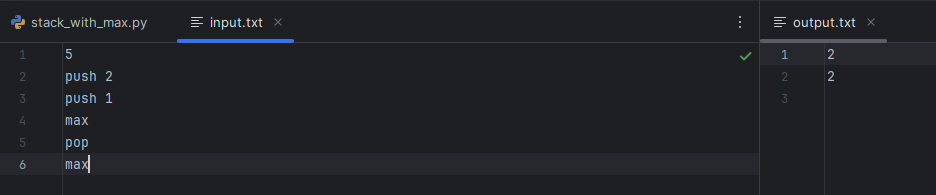 stack_with_max.py input.txt output.txt
1 5
2 push 2
3 push 1
4 max
5 pop
6 max
1 2
2 2
3